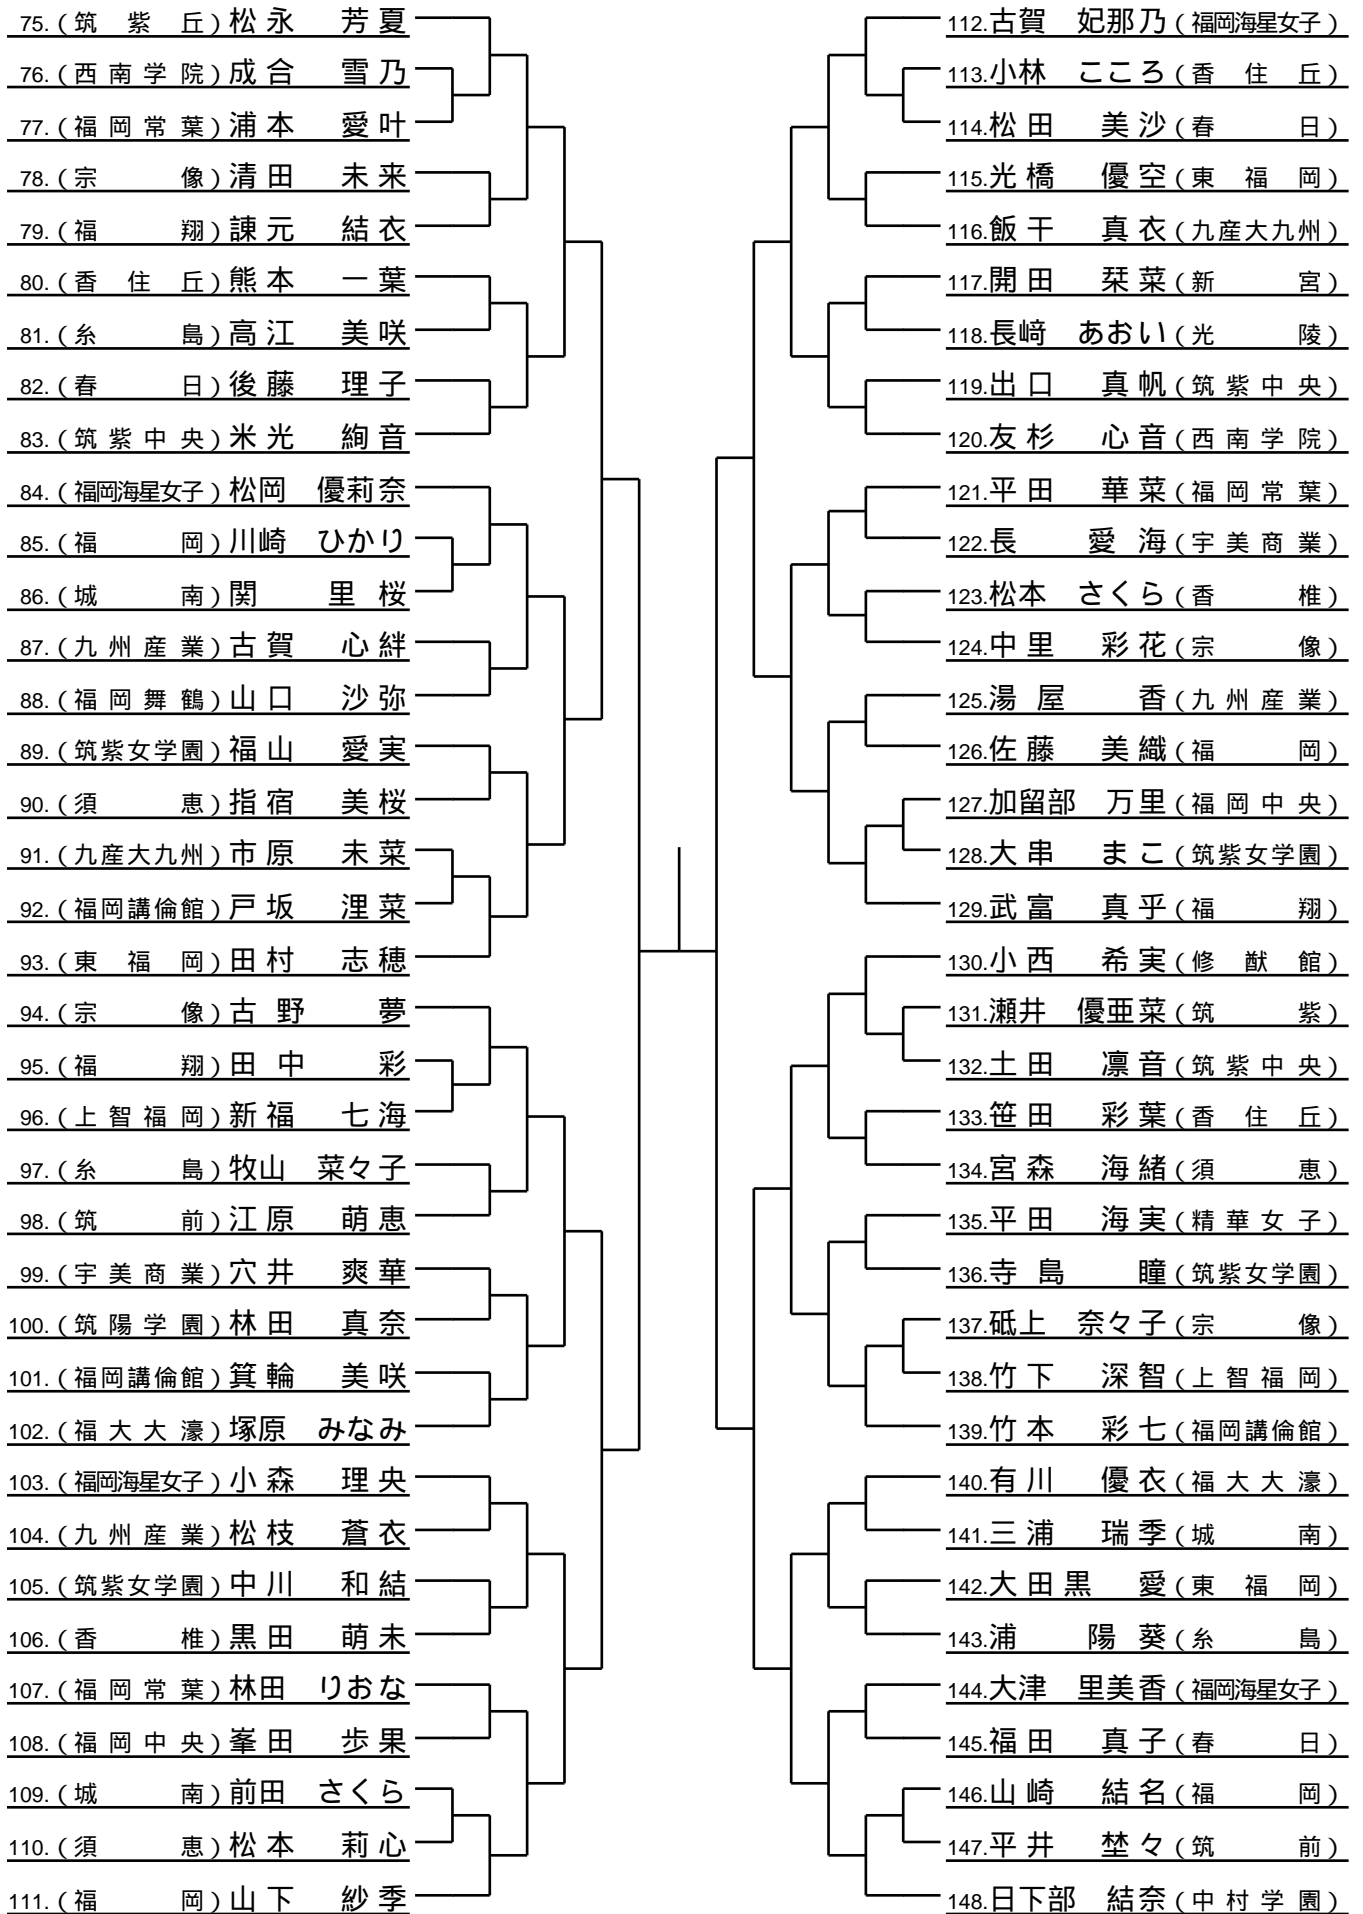 75.(筑紫丘)松永 芳夏
76.(西南学院)成合 雪乃
77.(福岡常葉)浦本 愛叶
78.(宗像)清田 未来
79.(福翔)諌元 結衣
80.(香住丘)熊本 一葉
81.(糸島)高江 美咲
82.(春日)後藤 理子
83.(筑紫中央)米光 絢音
84.(福岡海星女子)松岡 優莉奈
85.(福岡)川崎 ひかり
86.(城南)関 里桜
87.(九州産業)古賀 心絆
88.(福岡舞鶴)山口 沙弥
89.(筑紫女学園)福山 愛実
90.(須恵)指宿 美桜
91.(九産大九州)市原 未菜
92.(福岡講倫館)戸坂 浬菜
93.(東福岡)田村 志穂
94.(宗像)古野 夢
95.(福翔)田中 彩
96.(上智福岡)新福 七海
97.(糸島)牧山 菜々子
98.(筑前)江原 萌恵
99.(宇美商業)穴井 爽華
100.(筑陽学園)林田 真奈
101.(福岡講倫館)箕輪 美咲
102.(福大大濠)塚原 みなみ
103.(福岡海星女子)小森 理央
104.(九州産業)松枝 蒼衣
105.(筑紫女学園)中川 和結
106.(香椎)黒田 萌未
107.(福岡常葉)林田 りおな
108.(福岡中央)峯田 歩果
109.(城南)前田 さくら
110.(須恵)松本 莉心
111.(福岡)山下 紗季
112.古賀 妃那乃(福岡海星女子)
113.小林 こころ(香住丘)
114.松田 美沙(春日)
115.光橋 優空(東福岡)
116.飯干 真衣(九産大九州)
117.開田 栞菜(新宮)
118.長﨑 あおい(光陵)
119.出口 真帆(筑紫中央)
120.友杉 心音(西南学院)
121.平田 華菜(福岡常葉)
122.長 愛海(宇美商業)
123.松本 さくら(香椎)
124.中里 彩花(宗像)
125.湯屋 香(九州産業)
126.佐藤 美織(福岡)
127.加留部 万里(福岡中央)
128.大串 まこ(筑紫女学園)
129.武富 真乎(福翔)
130.小西 希実(修猷館)
131.瀬井 優亜菜(筑紫)
132.土田 凛音(筑紫中央)
133.笹田 彩葉(香住丘)
134.宮森 海緒(須恵)
135.平田 海実(精華女子)
136.寺島 瞳(筑紫女学園)
137.砥上 奈々子(宗像)
138.竹下 深智(上智福岡)
139.竹本 彩七(福岡講倫館)
140.有川 優衣(福大大濠)
141.三浦 瑞季(城南)
142.大田黒 愛(東福岡)
143.浦 陽葵(糸島)
144.大津 里美香(福岡海星女子)
145.福田 真子(春日)
146.山崎 結名(福岡)
147.平井 埜々(筑前)
148.日下部 結奈(中村学園)